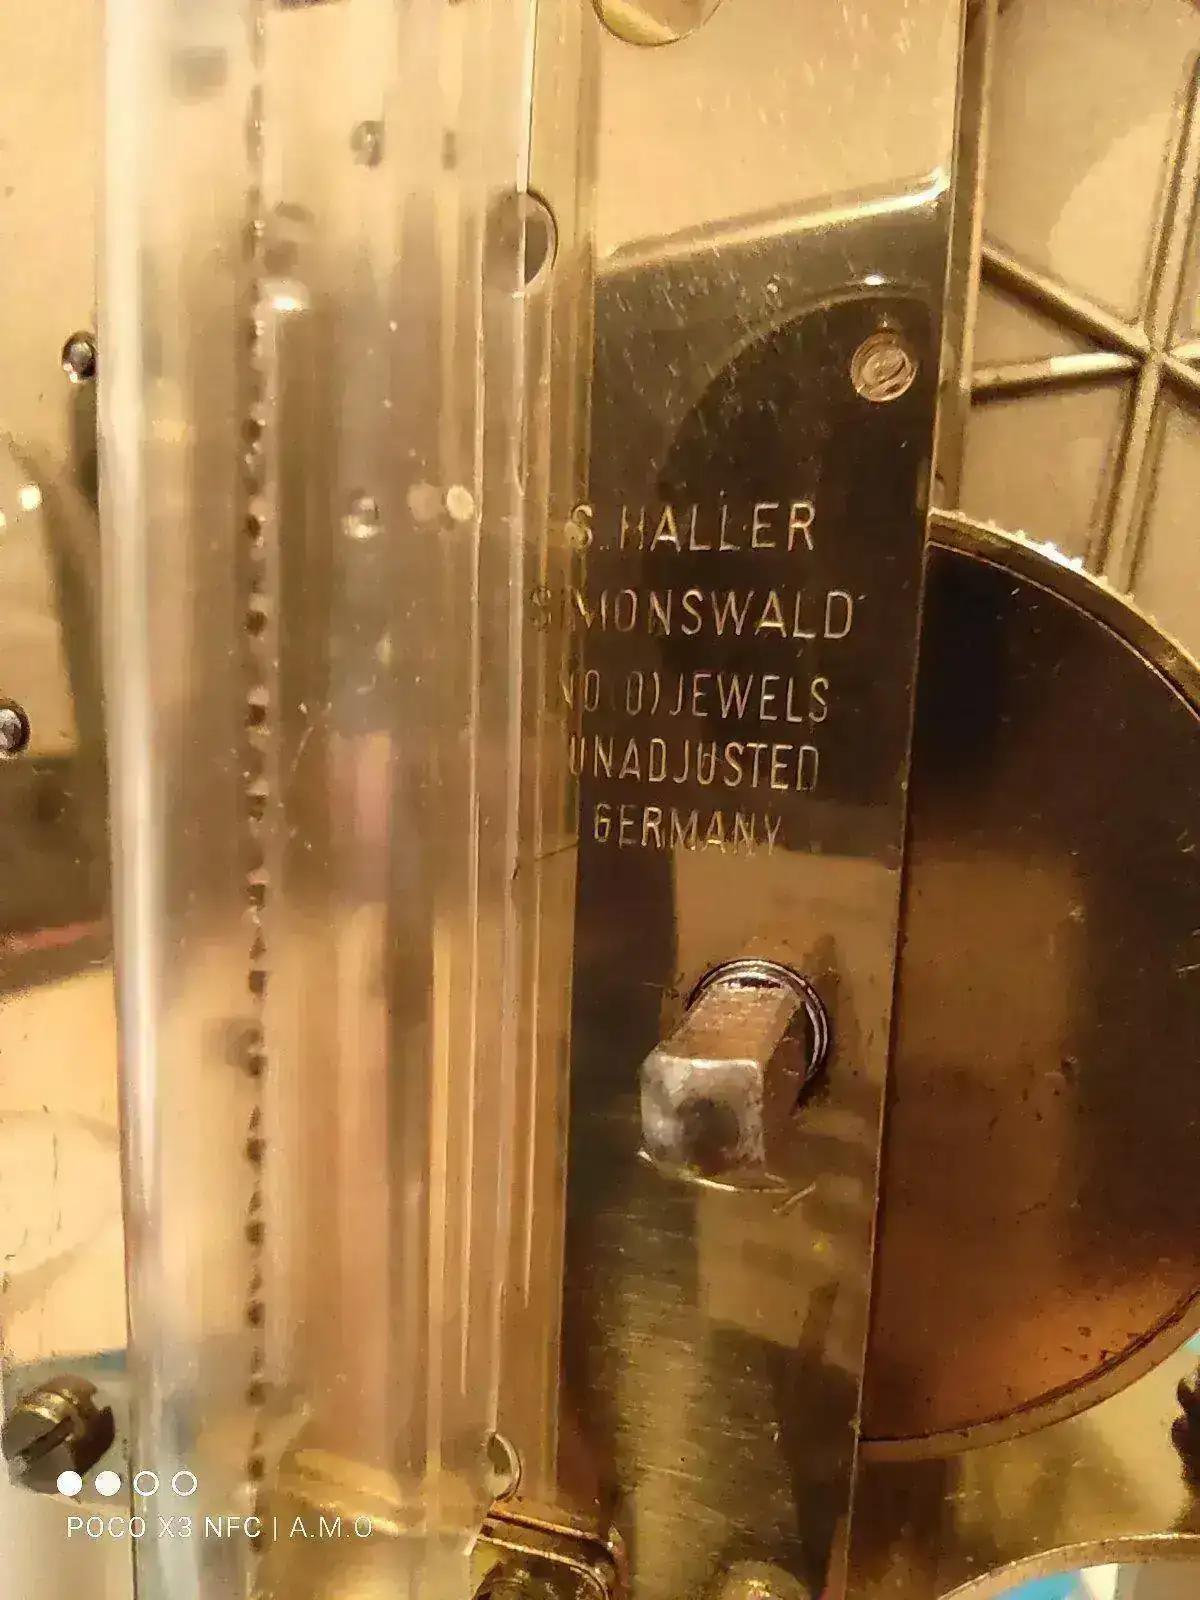 S. HALLER
SIMONSWALD
NO (0) JEWELS
UNADJUSTED
GERMANY
POCO X3 NFC | A.M.O